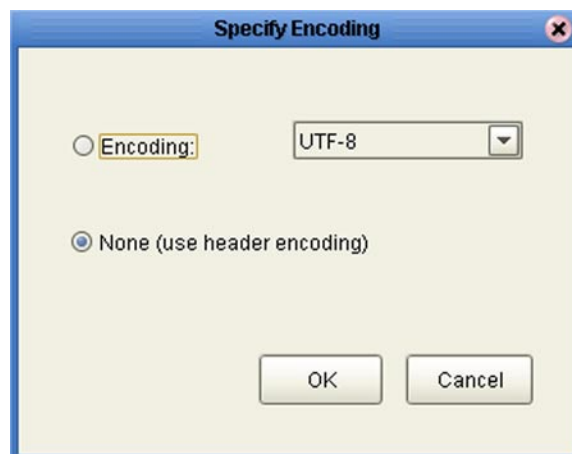 Specify Encoding
Encoding: UTF-8
None (use header encoding)
OK Cancel